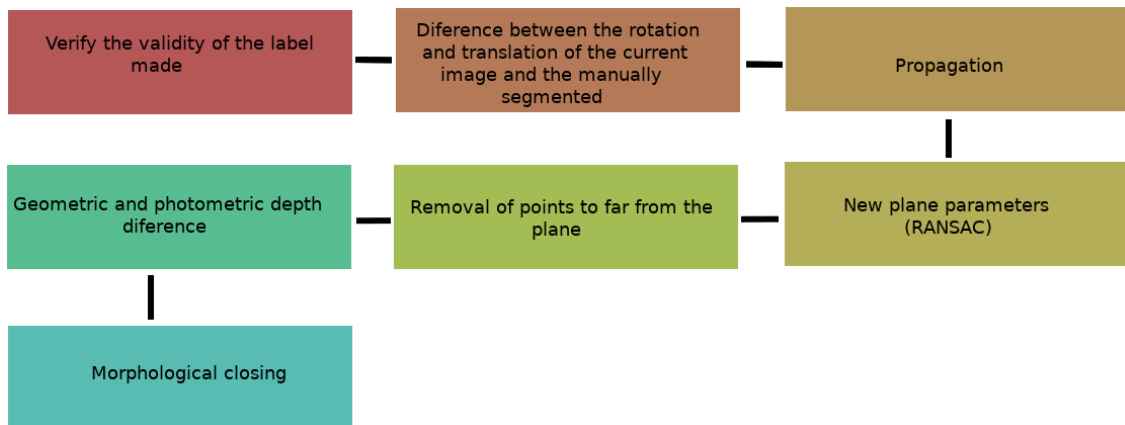 Verify the validity of the label
made
Diference between the rotation
and translation of the current
image and the manually
segmented
Propagation
New plane parameters
(RANSAC)
Removal of points to far from the
plane
Geometric and photometric depth
diference
Morphological closing